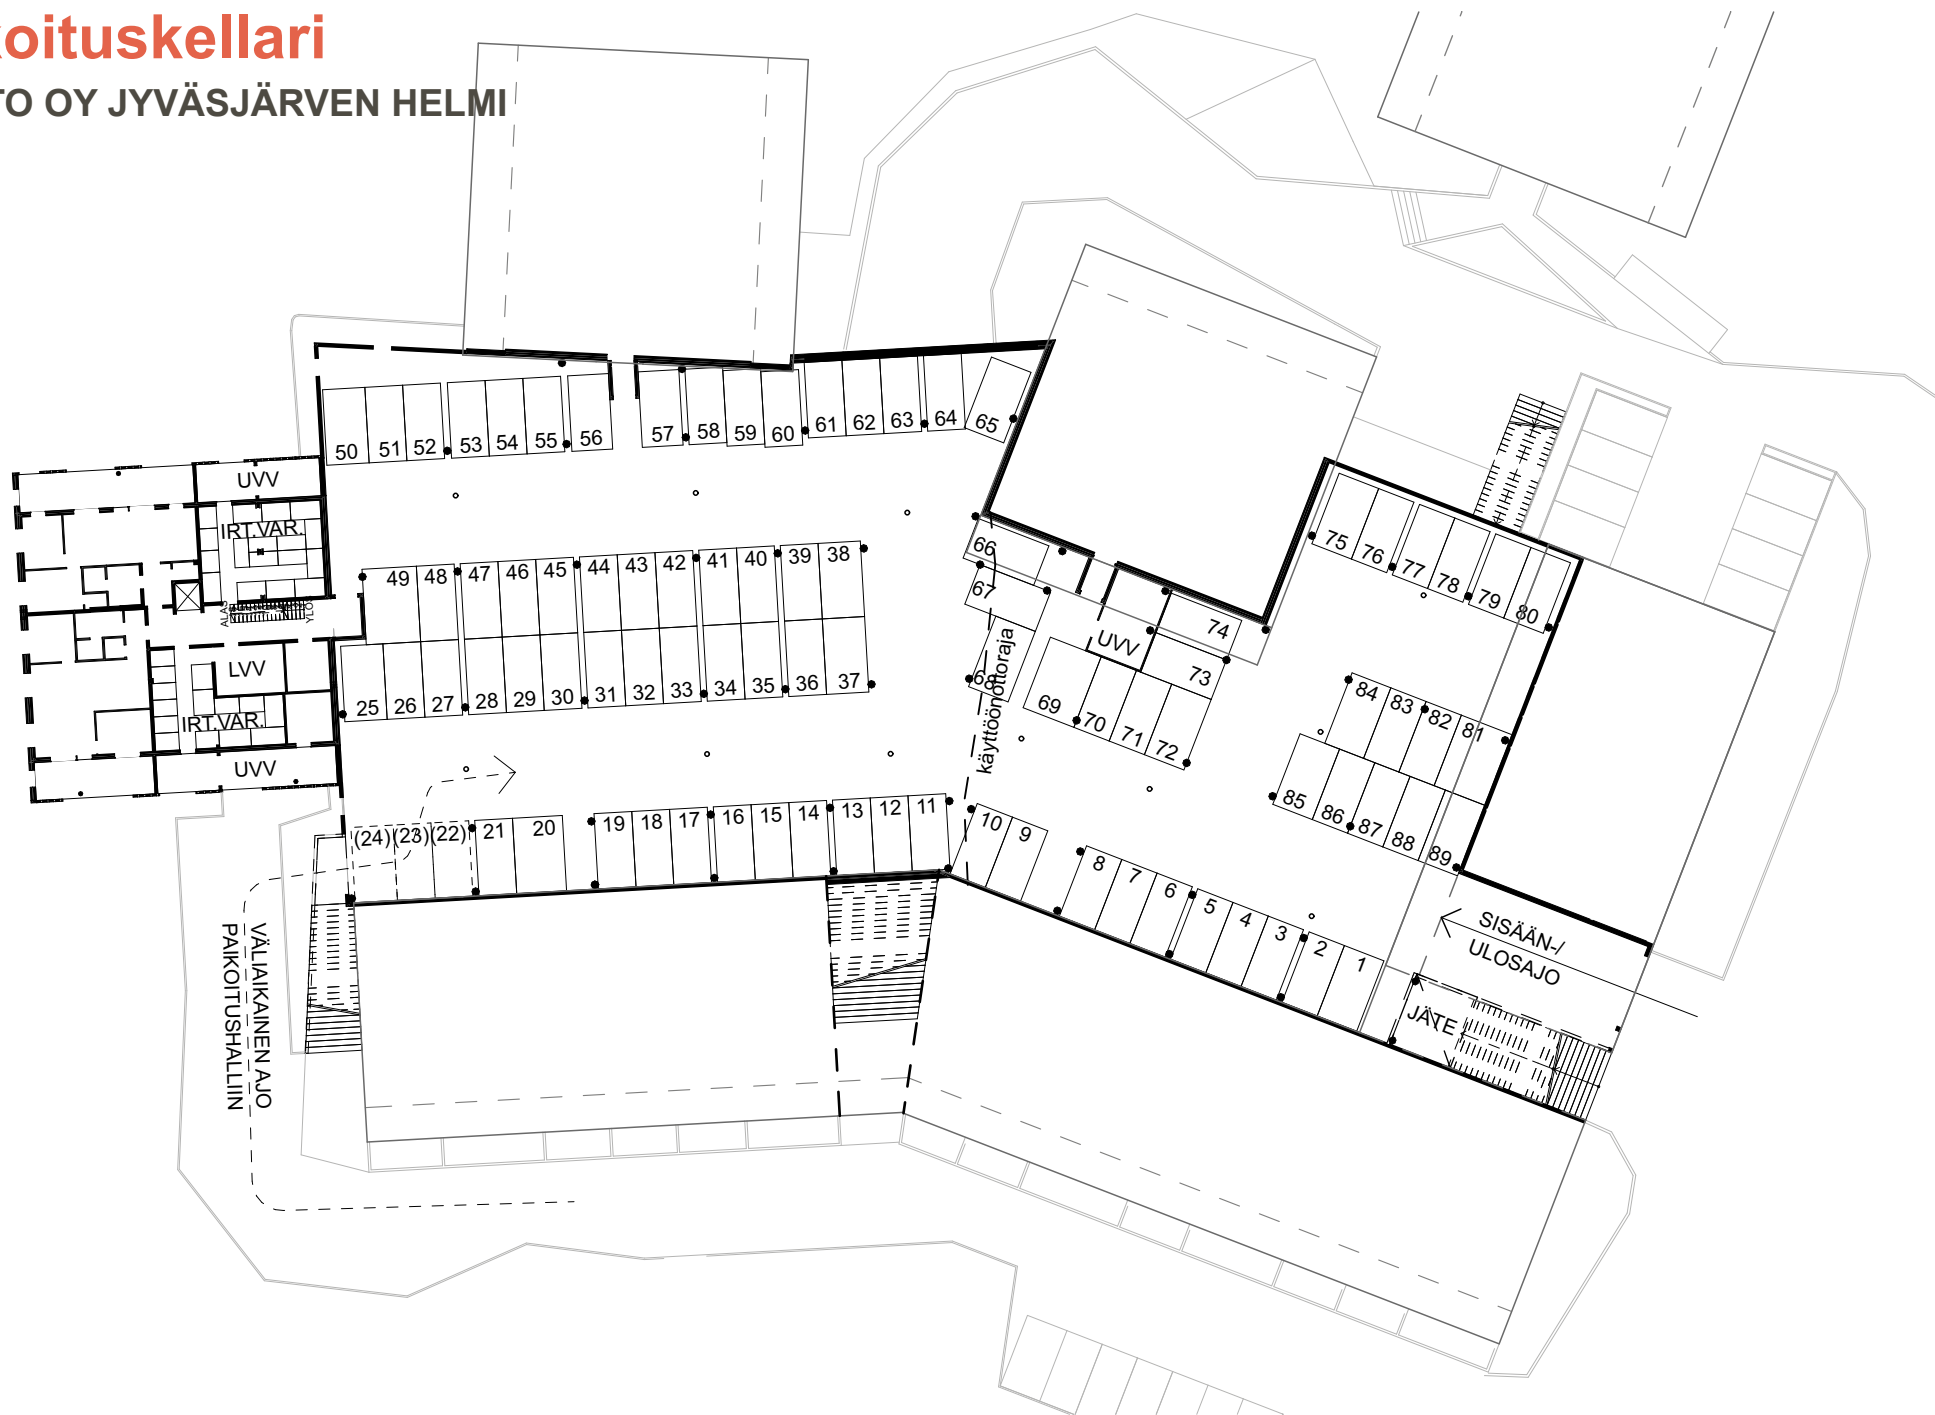 koituskellari
TO OY JYVÄSJÄRVEN HELMI
50 51 52 53 54 55 56 57 58 59 60 61 62 63 64 65
UVV
IRT.VAR.
ALAS
YLÖS
49 48 47 46 45 44 43 42 41 40 39 38
25 26 27 28 29 30 31 32 33 34 35 36 37
LVV
IRT.VAR.
UVV
66
67
68
käyttöönottoraja
UVV
74
73
69 70 71 72
75 76 77 78 79 80
84 83 82 81
85 86 87 88 89
(24) (23) (22) 21 20 19 18 17 16 15 14 13 12 11
10 9 8 7 6 5 4 3 2 1
SISÄÄN-/
ULOSAJO
JÄTE
VÄLIAIKAINEN AJO
PAIKOITUSHALLIIN